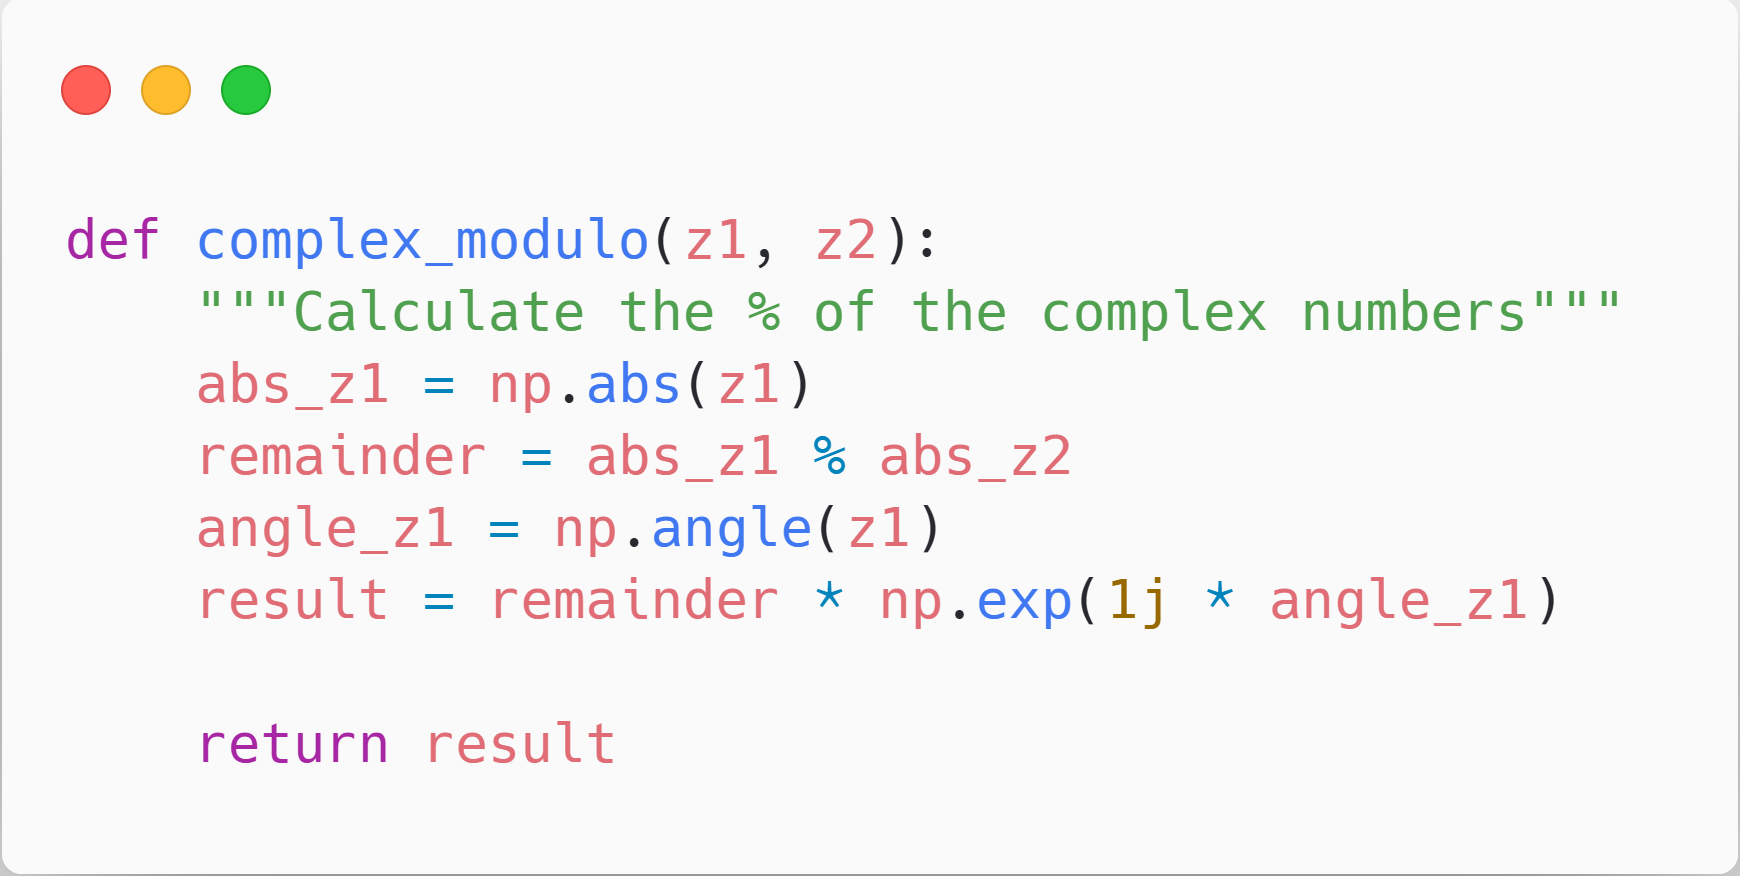 def complex_modulo(z1, z2):
    """Calculate the % of the complex numbers"""
    abs_z1 = np.abs(z1)
    remainder = abs_z1 % abs_z2
    angle_z1 = np.angle(z1)
    result = remainder * np.exp(1j * angle_z1)

    return result